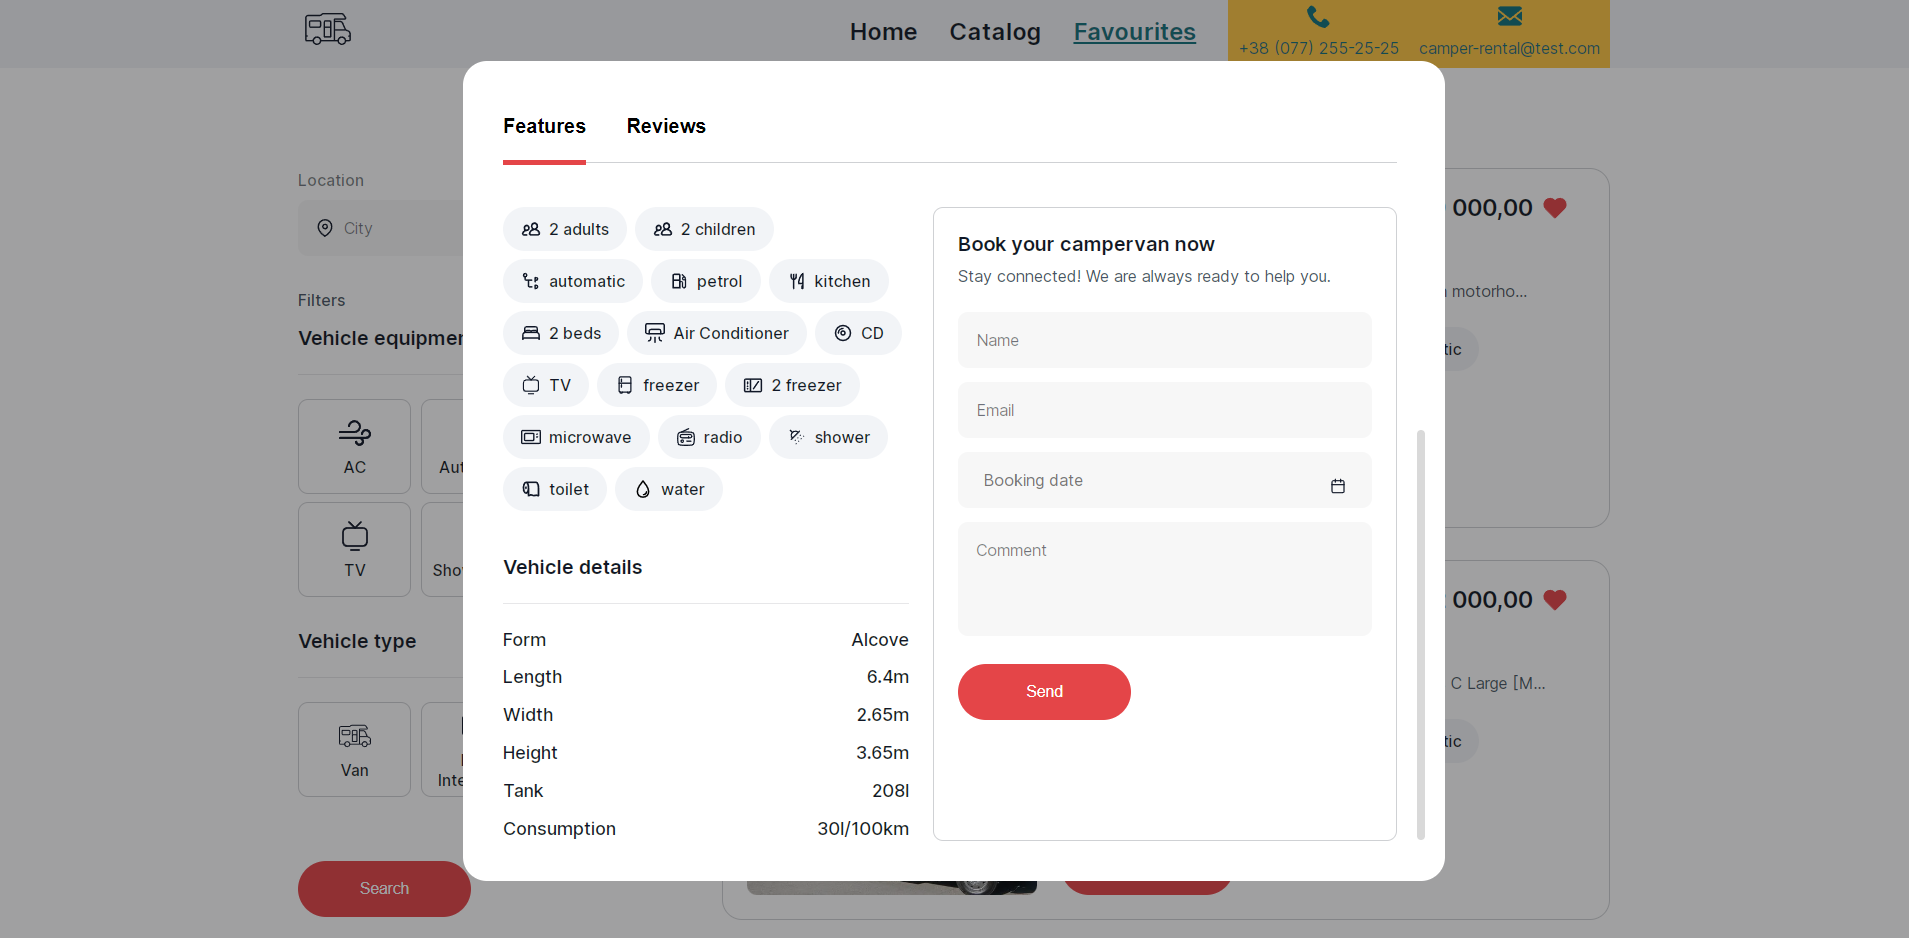 Home Catalog Favourites
+38 (077) 255-25-25 camper-rental@test.com
Features Reviews
Location
City
Filters
Vehicle equipmen
AC
Aut
TV
Sho
Vehicle type
Van
Inte
Search
2 adults 2 children
automatic petrol kitchen
2 beds Air Conditioner CD
TV freezer 2 freezer
microwave radio shower
toilet water
Vehicle details
Form Alcove
Length 6.4m
Width 2.65m
Height 3.65m
Tank 208l
Consumption 30l/100km
Book your campervan now
Stay connected! We are always ready to help you.
Name
Email
Booking date
Comment
Send
000,00
motorho...
tic
000,00
C Large [M...
tic